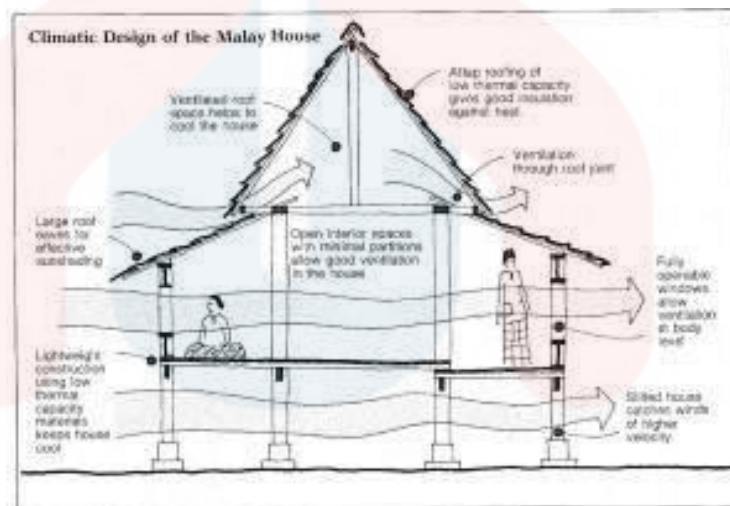 Climatic Design of the Malay House
Ventilated roof
space helps to
cool the house
Attap roofing of
low thermal capacity
gives good insulation
against heat.
Ventilation
through roof joint
Large roof
eaves for
effective
sunshading
Open interior spaces
with minimal partitions
allow good ventilation
in the house
Fully
openable
windows
allow
ventilation
at body
level
Lightweight
construction
using low
thermal
capacity
materials
keeps house
cool
Stilted house
catches winds
of higher
velocity.